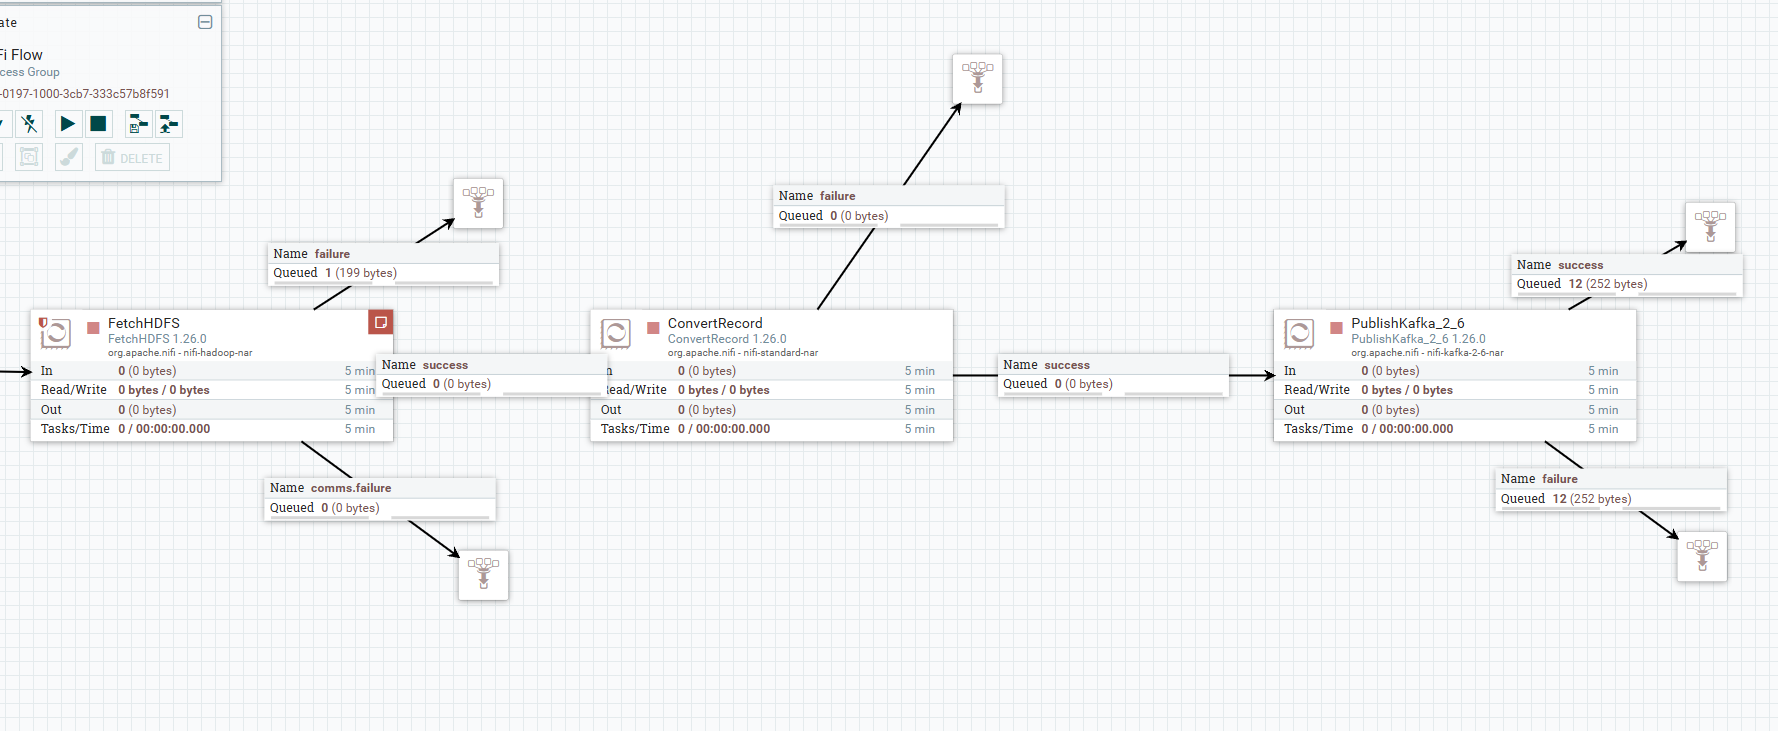 ate
Fi Flow
cess Group
-0197-1000-3cb7-333c57b8f591
DELETE
Name failure
Queued 1 (199 bytes)
FetchHDFS
FetchHDFS 1.26.0
org.apache.nifi - nifi-hadoop-nar
In 0 (0 bytes) 5 min
Read/Write 0 bytes / 0 bytes 5 min
Out 0 (0 bytes) 5 min
Tasks/Time 0 / 00:00:00.000 5 min
Name comms.failure
Queued 0 (0 bytes)
Name success
Queued 0 (0 bytes)
Name failure
Queued 0 (0 bytes)
ConvertRecord
ConvertRecord 1.26.0
org.apache.nifi - nifi-standard-nar
n 0 (0 bytes) 5 min
Read/Write 0 bytes / 0 bytes 5 min
Out 0 (0 bytes) 5 min
Tasks/Time 0 / 00:00:00.000 5 min
Name success
Queued 0 (0 bytes)
Name success
Queued 12 (252 bytes)
PublishKafka_2_6
PublishKafka_2_6 1.26.0
org.apache.nifi - nifi-kafka-2-6-nar
In 0 (0 bytes) 5 min
Read/Write 0 bytes / 0 bytes 5 min
Out 0 (0 bytes) 5 min
Tasks/Time 0 / 00:00:00.000 5 min
Name failure
Queued 12 (252 bytes)